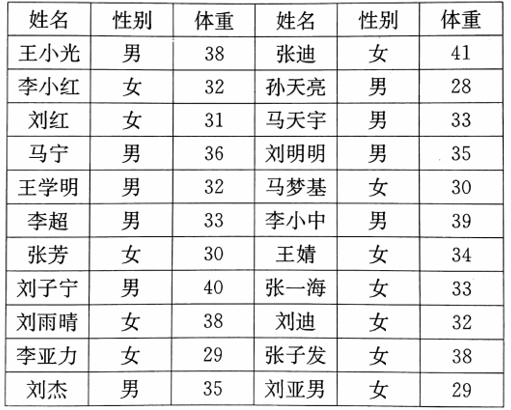 姓名 性别 体重 姓名 性别 体重
王小光 男 38 张迪 女 41
李小红 女 32 孙天亮 男 28
刘红 女 31 马天宇 男 33
马宁 男 36 刘明明 男 35
王学明 男 32 马梦基 女 30
李超 男 33 李小中 男 39
张芳 女 30 王婧 女 34
刘子宁 男 40 张一海 女 33
刘雨晴 女 38 刘迪 女 32
李亚力 女 29 张子发 女 38
刘杰 男 35 刘亚男 女 29